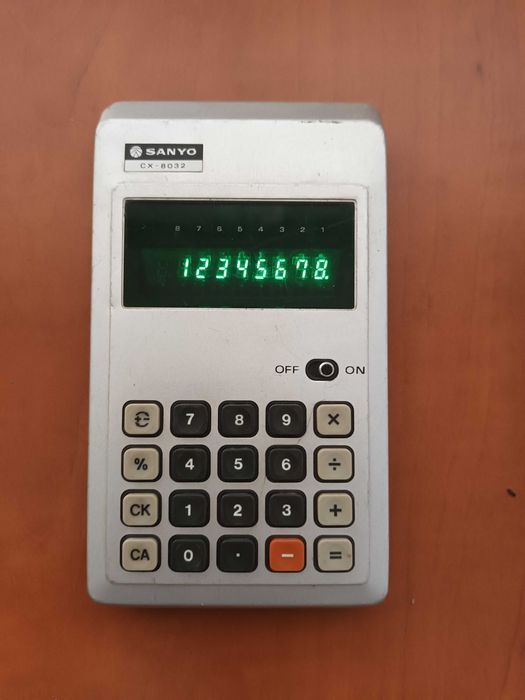 SANYO
CX-8032
8 7 6 5 4 3 2 1
12345678.
OFF ON
7 8 9 ×
% 4 5 6 ÷
CK 1 2 3 +
CA 0 · − =